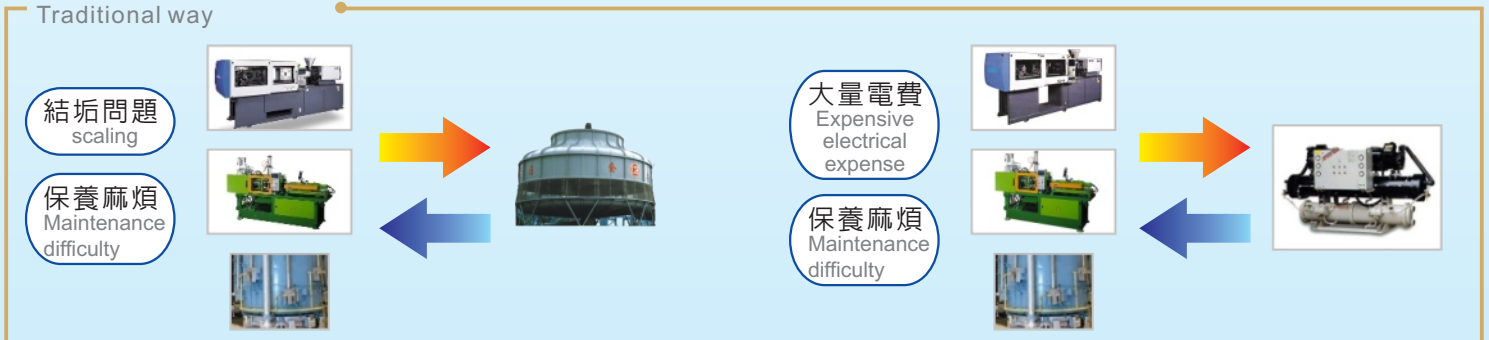 Traditional way
結垢問題
scaling
保養麻煩
Maintenance
difficulty
大量電費
Expensive
electrical
expense
保養麻煩
Maintenance
difficulty